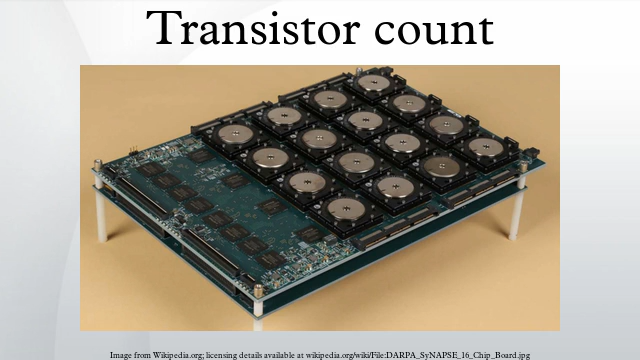 Transistor count
Image from Wikipedia.org; licensing details available at wikipedia.org/wiki/File:DARPA_SyNAPSE_16_Chip_Board.jpg